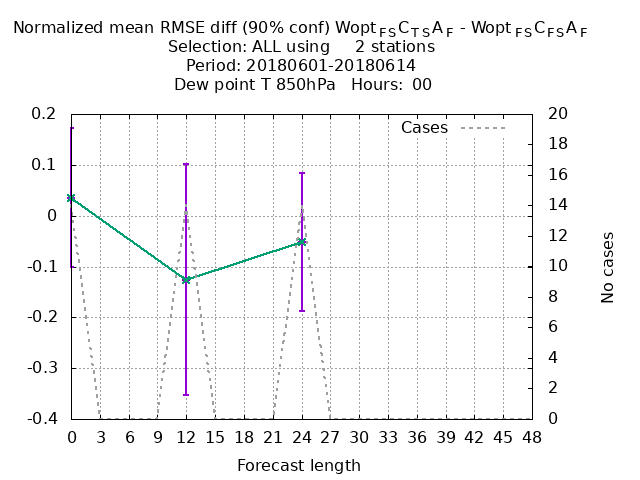 Normalized mean RMSE diff (90% conf) Wopt FS C TS A F - Wopt FS C FS A F
Selection: ALL using 2 stations
Period: 20180601-20180614
Dew point T 850hPa Hours: 00
Cases
0.2
0.1
0
-0.1
-0.2
-0.3
-0.4
20
18
16
14
12
10
8
6
4
2
0
No cases
0 3 6 9 12 15 18 21 24 27 30 33 36 39 42 45 48
Forecast length